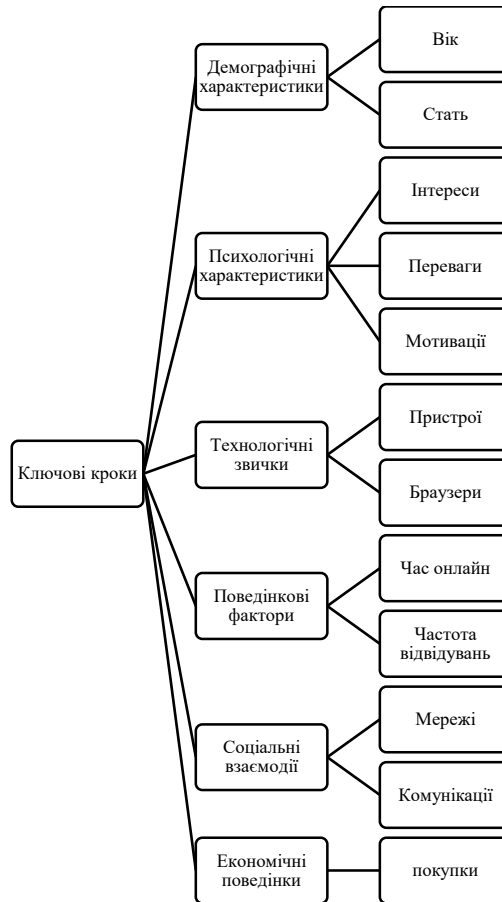 Ключові кроки
Демографічні
характеристики
Вік
Стать
Психологічні
характеристики
Інтереси
Переваги
Мотивації
Технологічні
звички
Пристрої
Браузери
Поведінкові
фактори
Час онлайн
Частота
відвідувань
Соціальні
взаємодії
Мережі
Комунікації
Економічні
поведінки
покупки